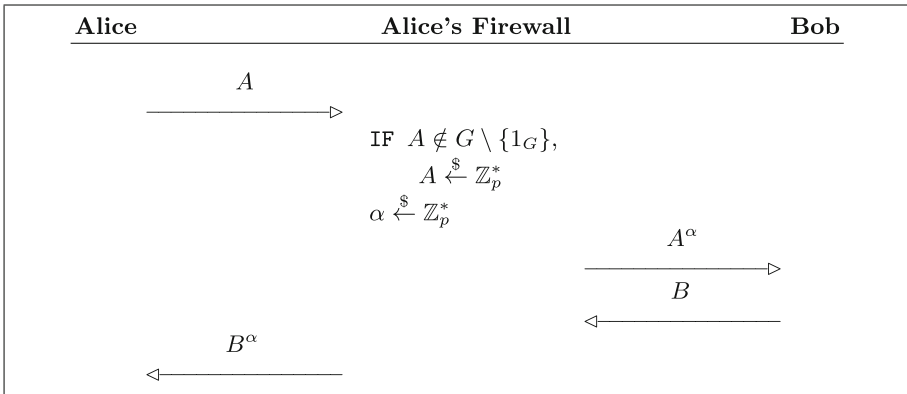 Alice Alice's Firewall Bob
A
IF A ∉ G \ {1_G},
A ←$ ℤ_p^*
α ←$ ℤ_p^*
A^α
B
B^α